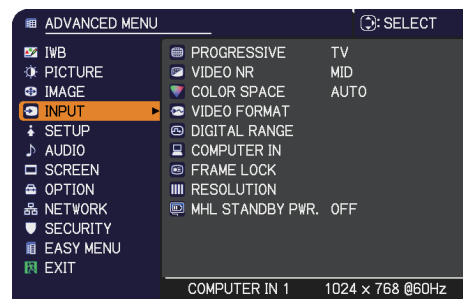 ADVANCED MENU : SELECT
IWB
PICTURE
IMAGE
INPUT
SETUP
AUDIO
SCREEN
OPTION
NETWORK
SECURITY
EASY MENU
EXIT
PROGRESSIVE TV
VIDEO NR MID
COLOR SPACE AUTO
VIDEO FORMAT
DIGITAL RANGE
COMPUTER IN
FRAME LOCK
RESOLUTION
MHL STANDBY PWR. OFF
COMPUTER IN 1 1024 x 768 @60Hz